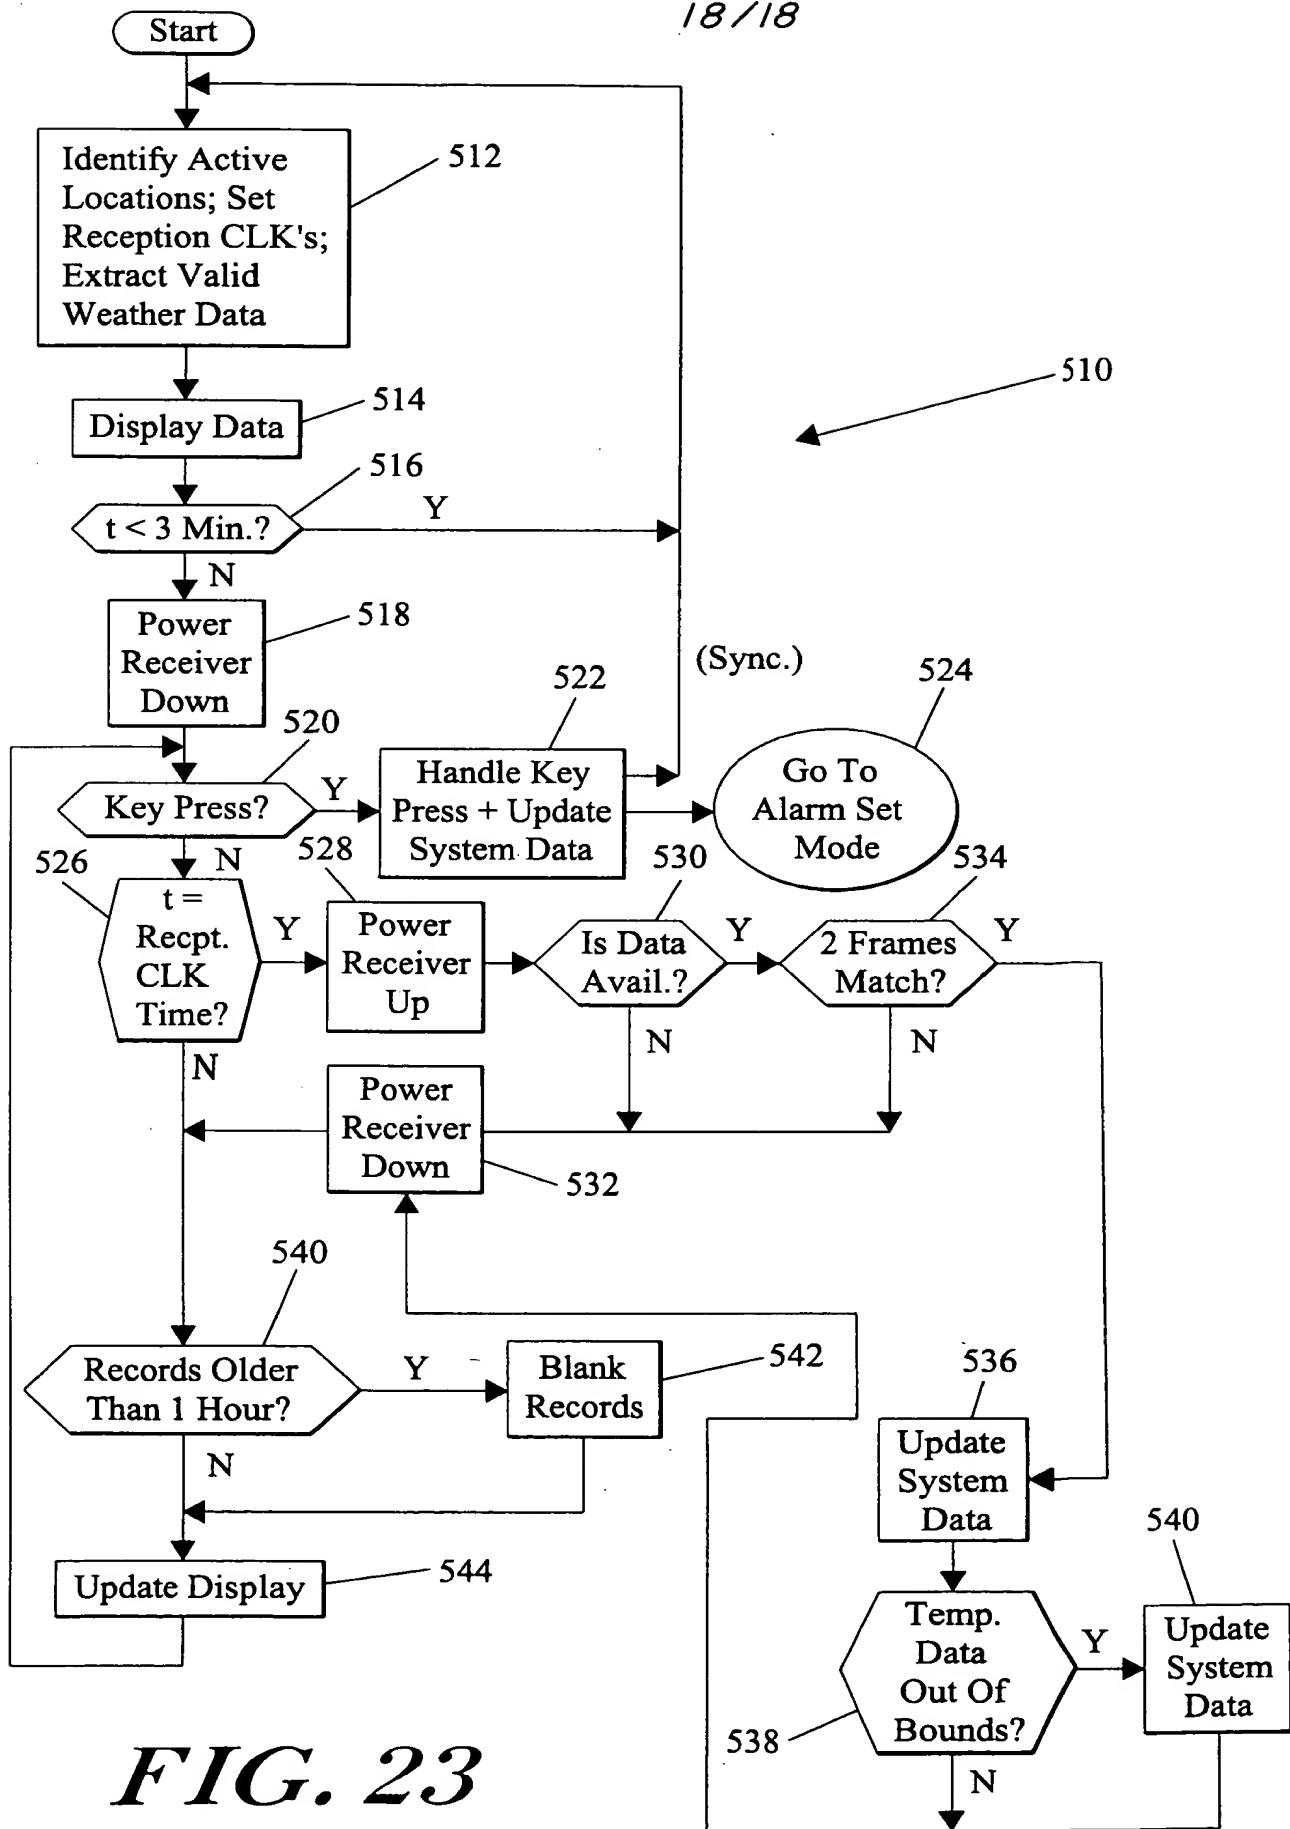 18/18
Start
Identify Active
Locations; Set
Reception CLK's;
Extract Valid
Weather Data
512
510
Display Data
514
t < 3 Min.?
516
Y
N
Power
Receiver
Down
518
(Sync.)
Key Press?
520
Y
N
Handle Key
Press + Update
System Data
522
Go To
Alarm Set
Mode
524
t =
Recpt.
CLK
Time?
526
Y
N
Power
Receiver
Up
528
Is Data
Avail.?
530
Y
N
2 Frames
Match?
534
Y
N
Power
Receiver
Down
532
Records Older
Than 1 Hour?
540
Y
N
Blank
Records
542
Update Display
544
Update
System
Data
536
Temp.
Data
Out Of
Bounds?
538
Y
N
Update
System
Data
540
FIG. 23